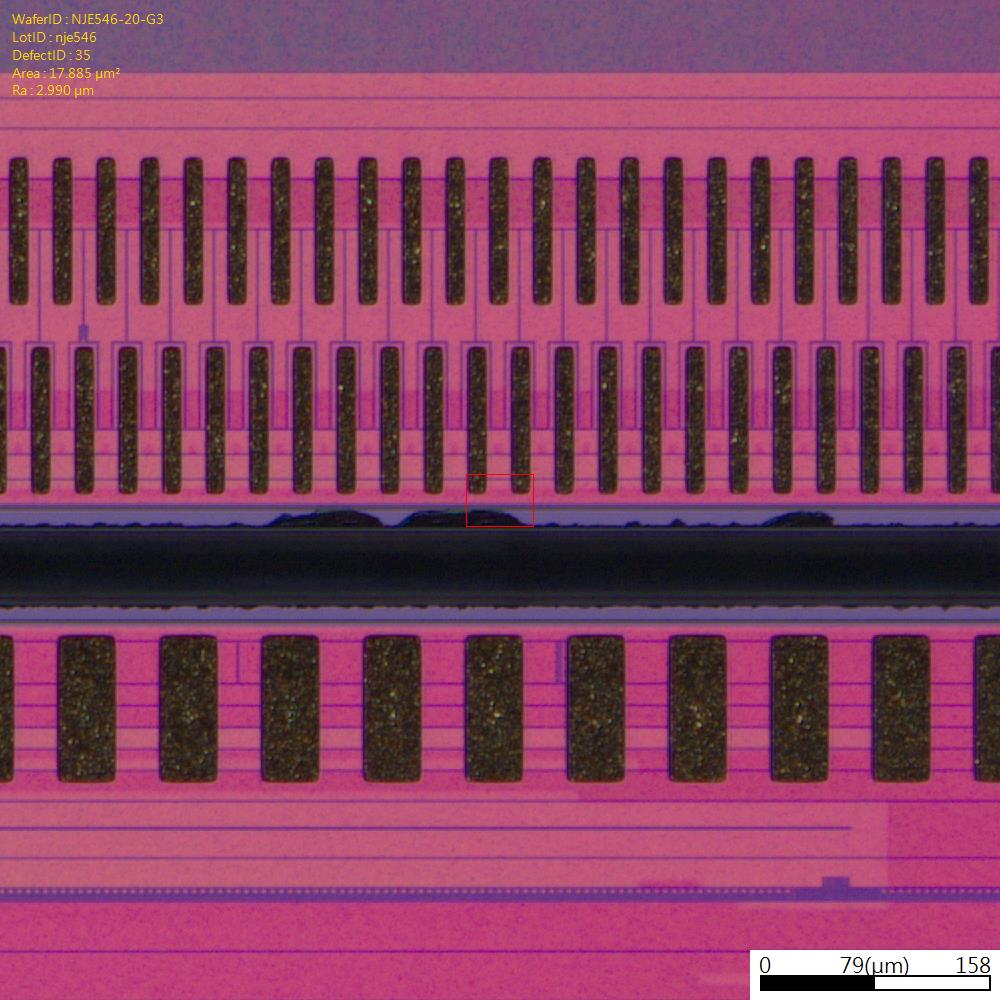 WaferID : NJE546-20-G3
LotID : nje546
DefectID : 35
Area : 17.885 µm²
Ra : 2.990 µm
0 79(um) 158